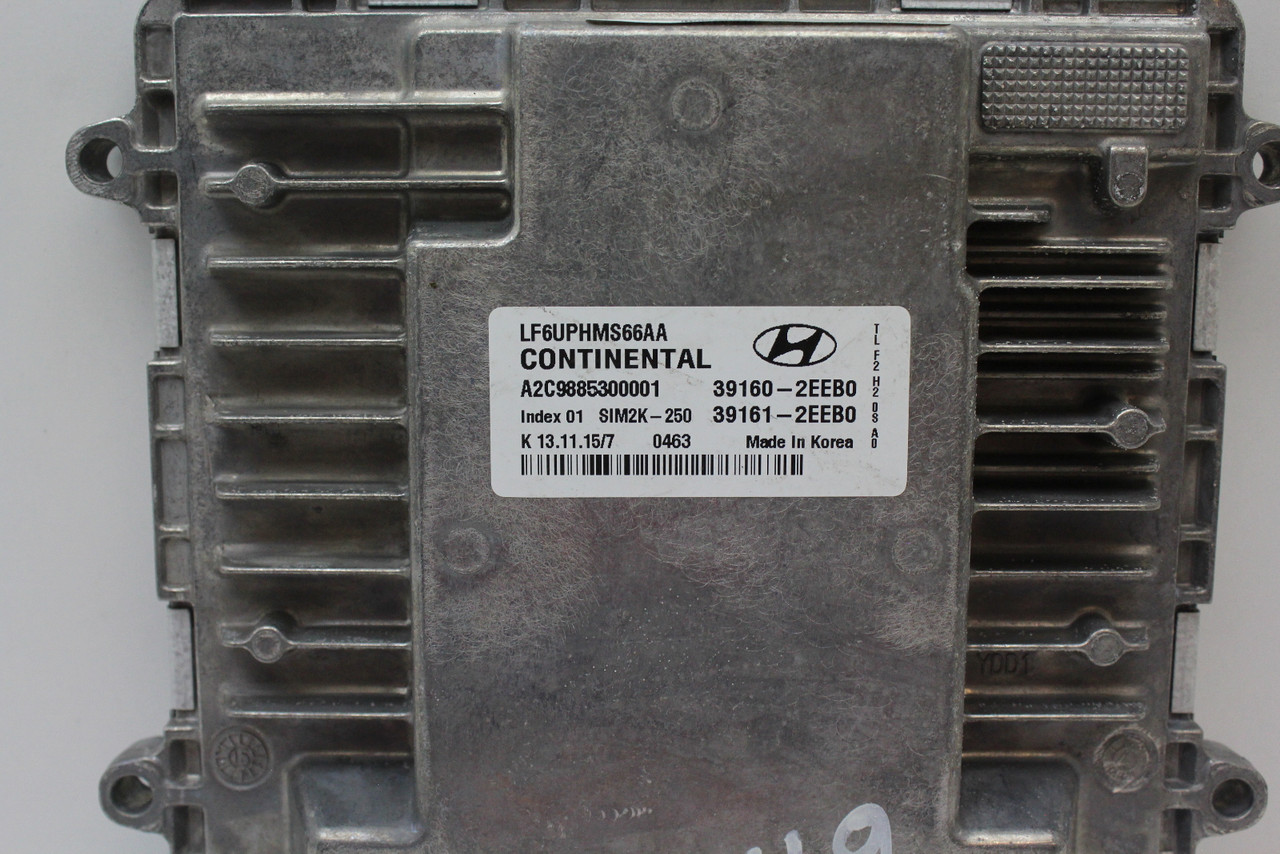 LF6UPHMS66AA
CONTINENTAL
A2C9885300001 39160-2EEB0
Index 01 SIM2K-250 39161-2EEB0
K 13.11.15/7 0463 Made In Korea
TL F2 H2 08 A0
YDD1